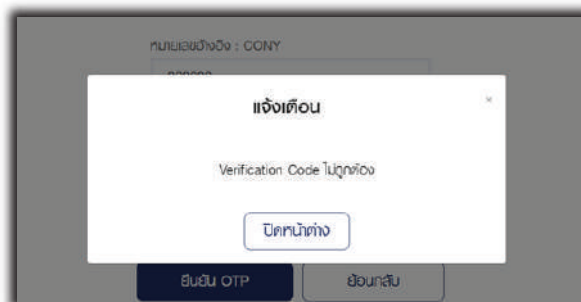 หมายเลขอ้างอิง : CONY
แจ้งเตือน
×
Verification Code ไม่ถูกต้อง
ปิดหน้าต่าง
ยืนยัน OTP
ย้อนกลับ